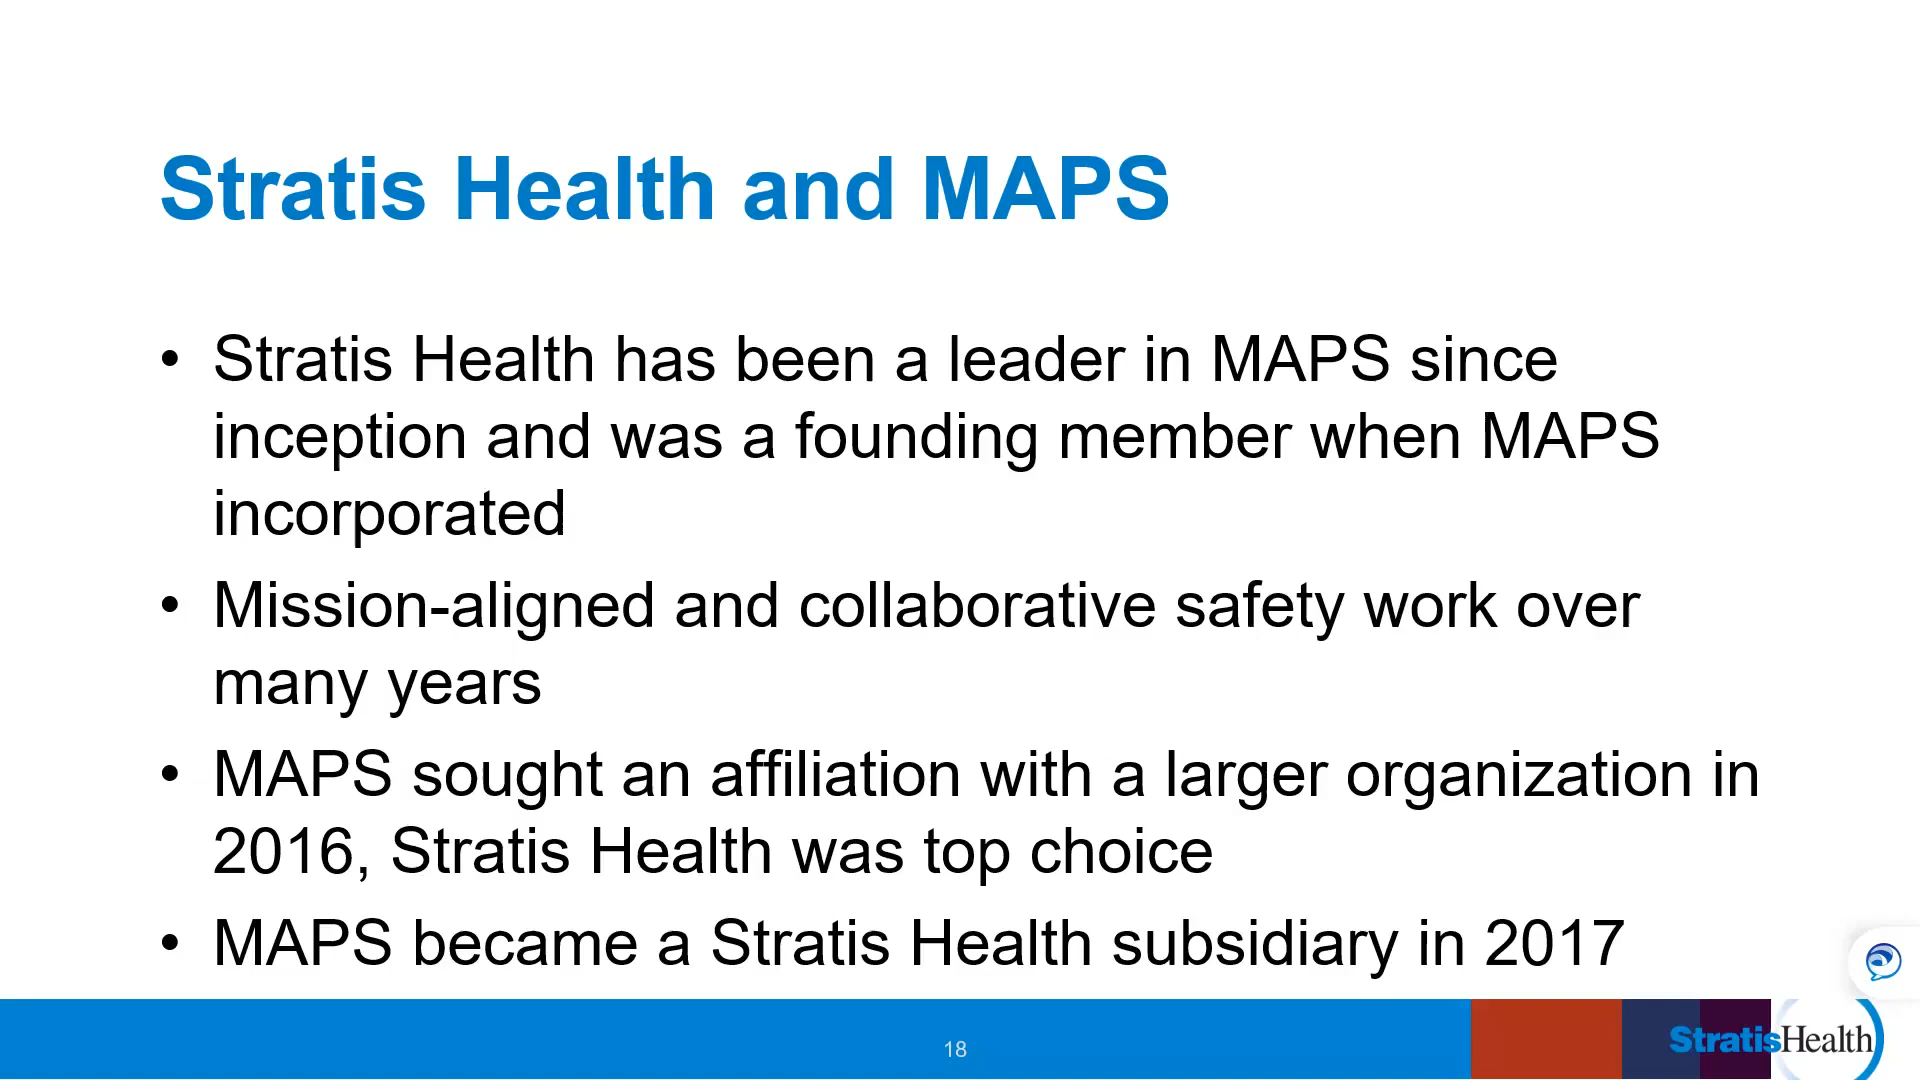 Stratis Health and MAPS
• Stratis Health has been a leader in MAPS since
inception and was a founding member when MAPS
incorporated
• Mission-aligned and collaborative safety work over
many years
• MAPS sought an affiliation with a larger organization in
2016, Stratis Health was top choice
• MAPS became a Stratis Health subsidiary in 2017
18
StratisHealth